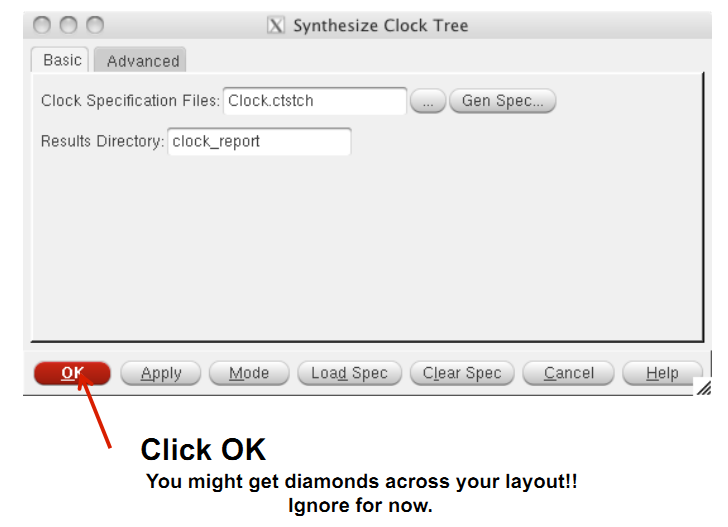 Synthesize Clock Tree
Basic Advanced
Clock Specification Files: Clock.ctstch ... Gen Spec...
Results Directory: clock_report
OK Apply Mode Load Spec Clear Spec Cancel Help
Click OK
You might get diamonds across your layout!!
Ignore for now.